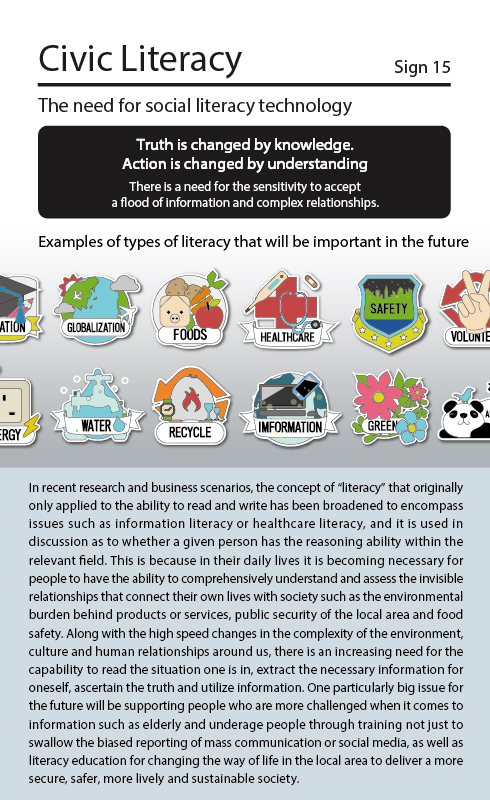 Civic Literacy
Sign 15
The need for social literacy technology
Truth is changed by knowledge.
Action is changed by understanding
There is a need for the sensitivity to accept
a flood of information and complex relationships.
Examples of types of literacy that will be important in the future
ATION
GLOBALIZATION
FOODS
HEALTHCARE
SAFETY
VOLUNTE
ERGY
WATER
RECYCLE
IMFORMATION
GREEN
A
In recent research and business scenarios, the concept of “literacy” that originally
only applied to the ability to read and write has been broadened to encompass
issues such as information literacy or healthcare literacy, and it is used in
discussion as to whether a given person has the reasoning ability within the
relevant field. This is because in their daily lives it is becoming necessary for
people to have the ability to comprehensively understand and assess the invisible
relationships that connect their own lives with society such as the environmental
burden behind products or services, public security of the local area and food
safety. Along with the high speed changes in the complexity of the environment,
culture and human relationships around us, there is an increasing need for the
capability to read the situation one is in, extract the necessary information for
oneself, ascertain the truth and utilize information. One particularly big issue for
the future will be supporting people who are more challenged when it comes to
information such as elderly and underage people through training not just to
swallow the biased reporting of mass communication or social media, as well as
literacy education for changing the way of life in the local area to deliver a more
secure, safer, more lively and sustainable society.